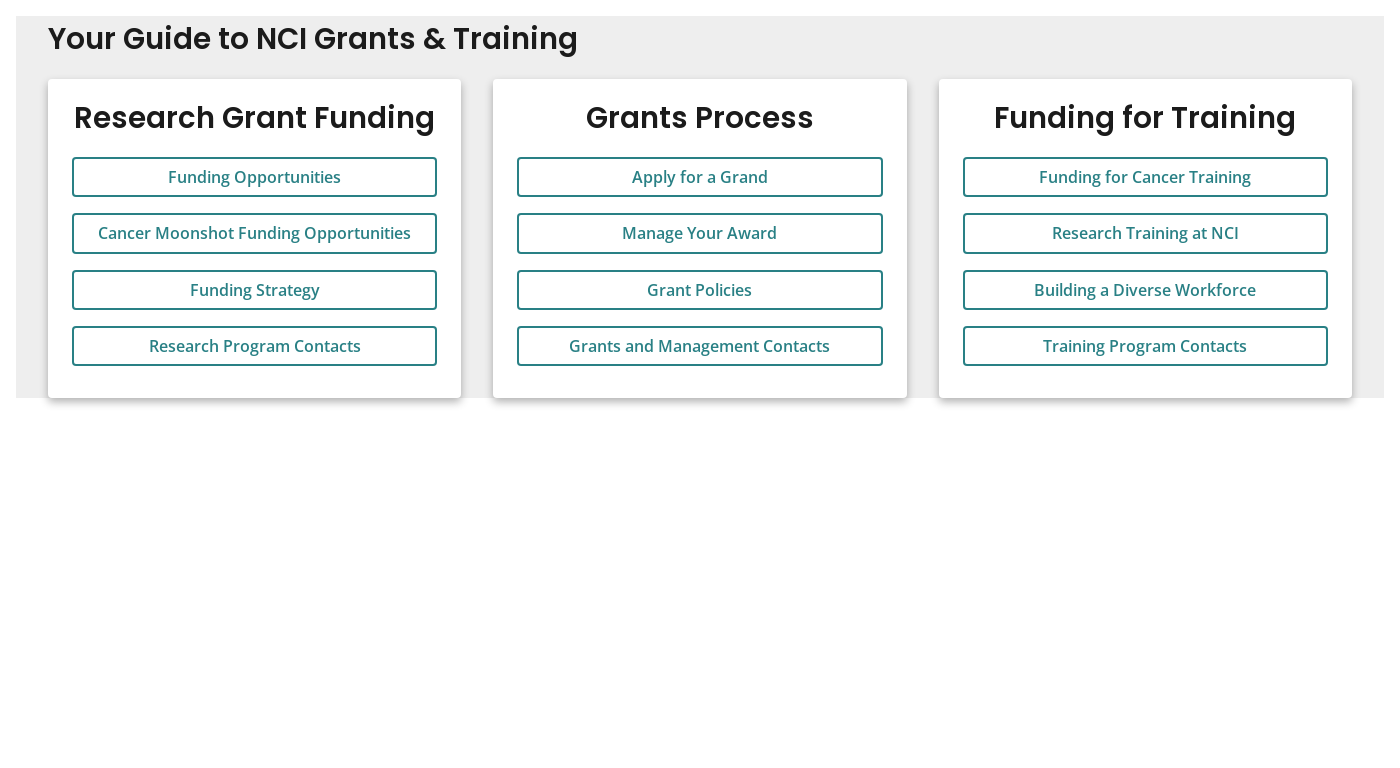 Your Guide to NCI Grants & Training
Research Grant Funding
Funding Opportunities
Cancer Moonshot Funding Opportunities
Funding Strategy
Research Program Contacts
Grants Process
Apply for a Grand
Manage Your Award
Grant Policies
Grants and Management Contacts
Funding for Training
Funding for Cancer Training
Research Training at NCI
Building a Diverse Workforce
Training Program Contacts